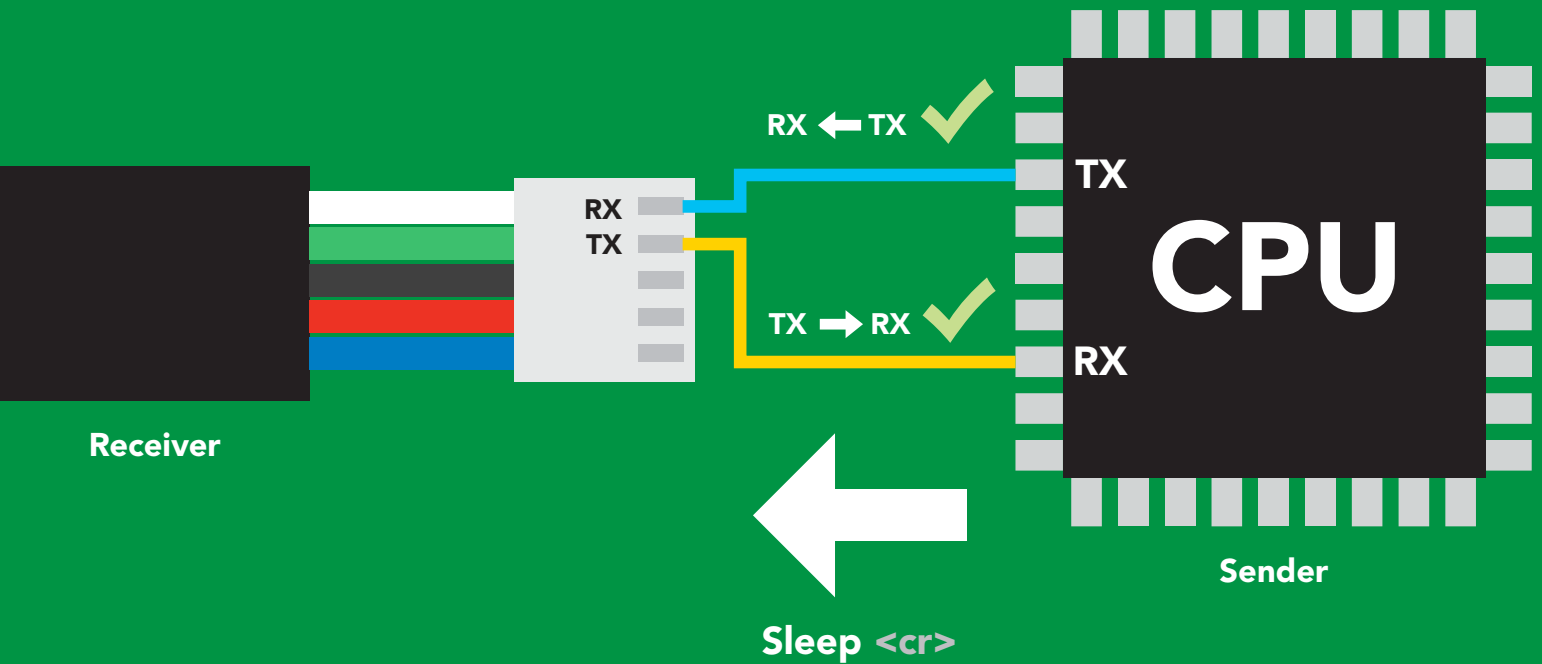 RX TX
TX
RX
TX
CPU
TX RX
RX
Receiver
Sender
Sleep <cr>